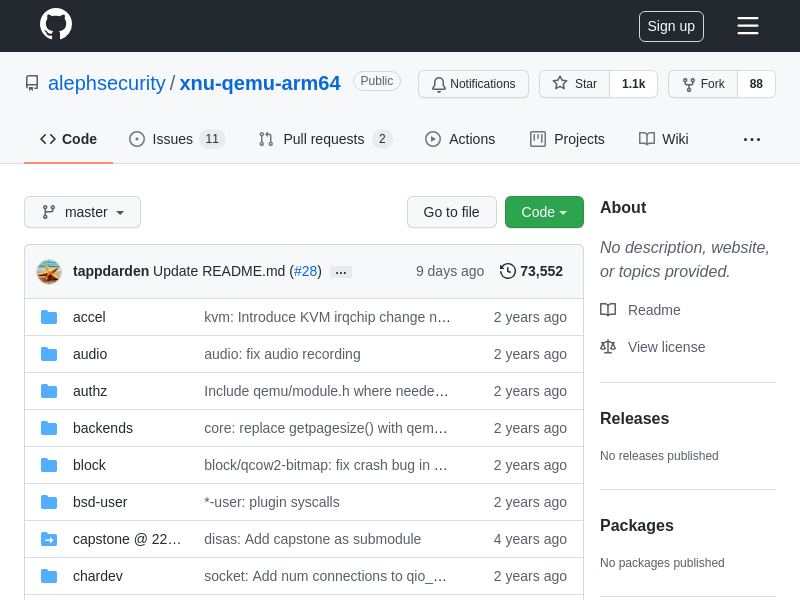 Sign up
alephsecurity / xnu-qemu-arm64 Public
Notifications Star 1.1k Fork 88
Code Issues 11 Pull requests 2 Actions Projects Wiki ...
master Go to file Code
tappdarden Update README.md (#28) ... 9 days ago 73,552
accel kvm: Introduce KVM irqchip change n… 2 years ago
audio audio: fix audio recording 2 years ago
authz Include qemu/module.h where neede… 2 years ago
backends core: replace getpagesize() with qem… 2 years ago
block block/qcow2-bitmap: fix crash bug in … 2 years ago
bsd-user *-user: plugin syscalls 2 years ago
capstone @ 22… disas: Add capstone as submodule 4 years ago
chardev socket: Add num connections to qio_… 2 years ago
About
No description, website,
or topics provided.
Readme
View license
Releases
No releases published
Packages
No packages published